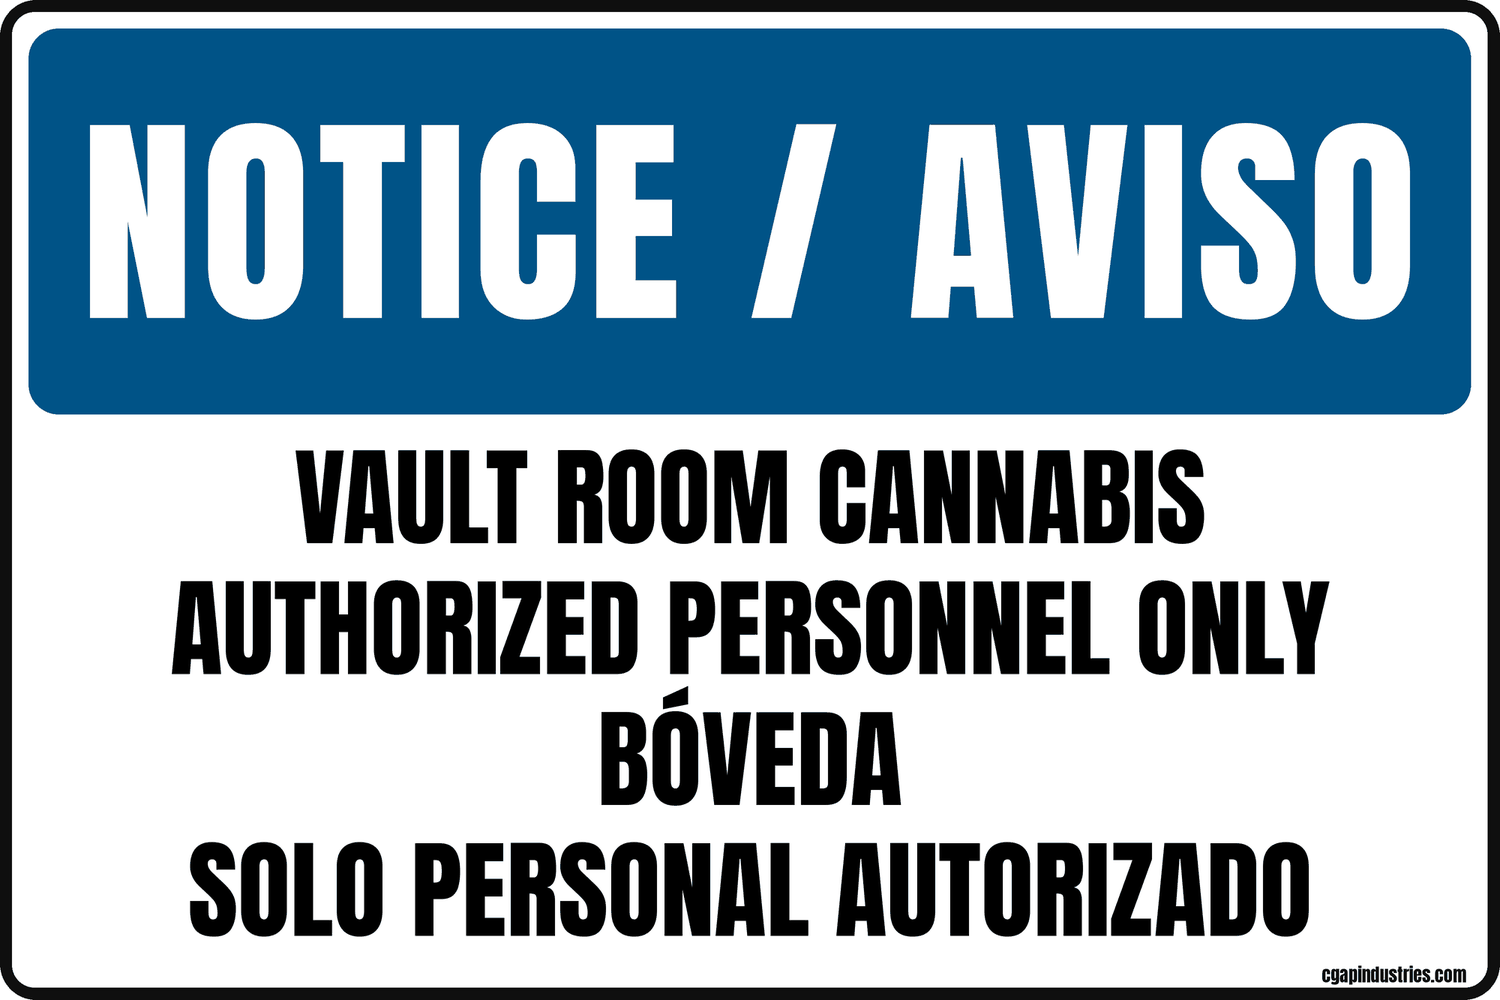 NOTICE / AVISO
VAULT ROOM CANNABIS
AUTHORIZED PERSONNEL ONLY
BÓVEDA
SOLO PERSONAL AUTORIZADO
cgapindustries.com